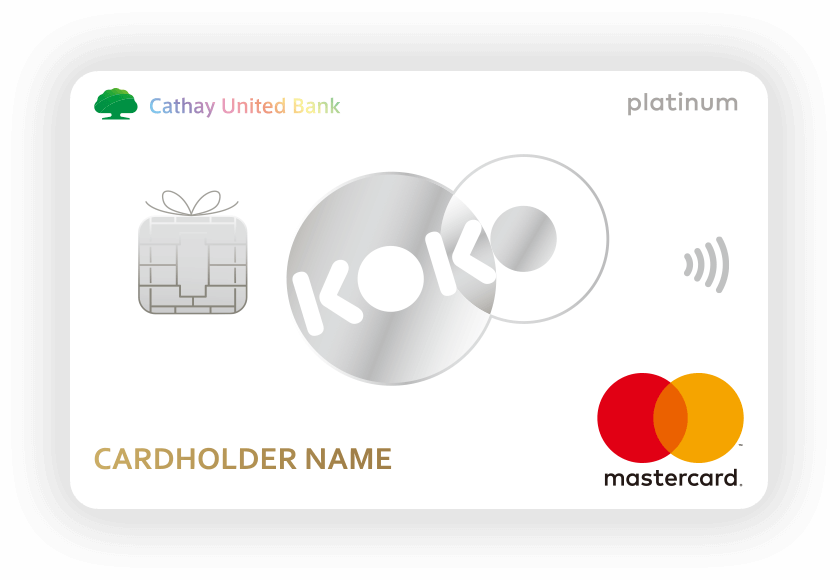 Cathay United Bank
platinum
KOKO
CARDHOLDER NAME
mastercard.